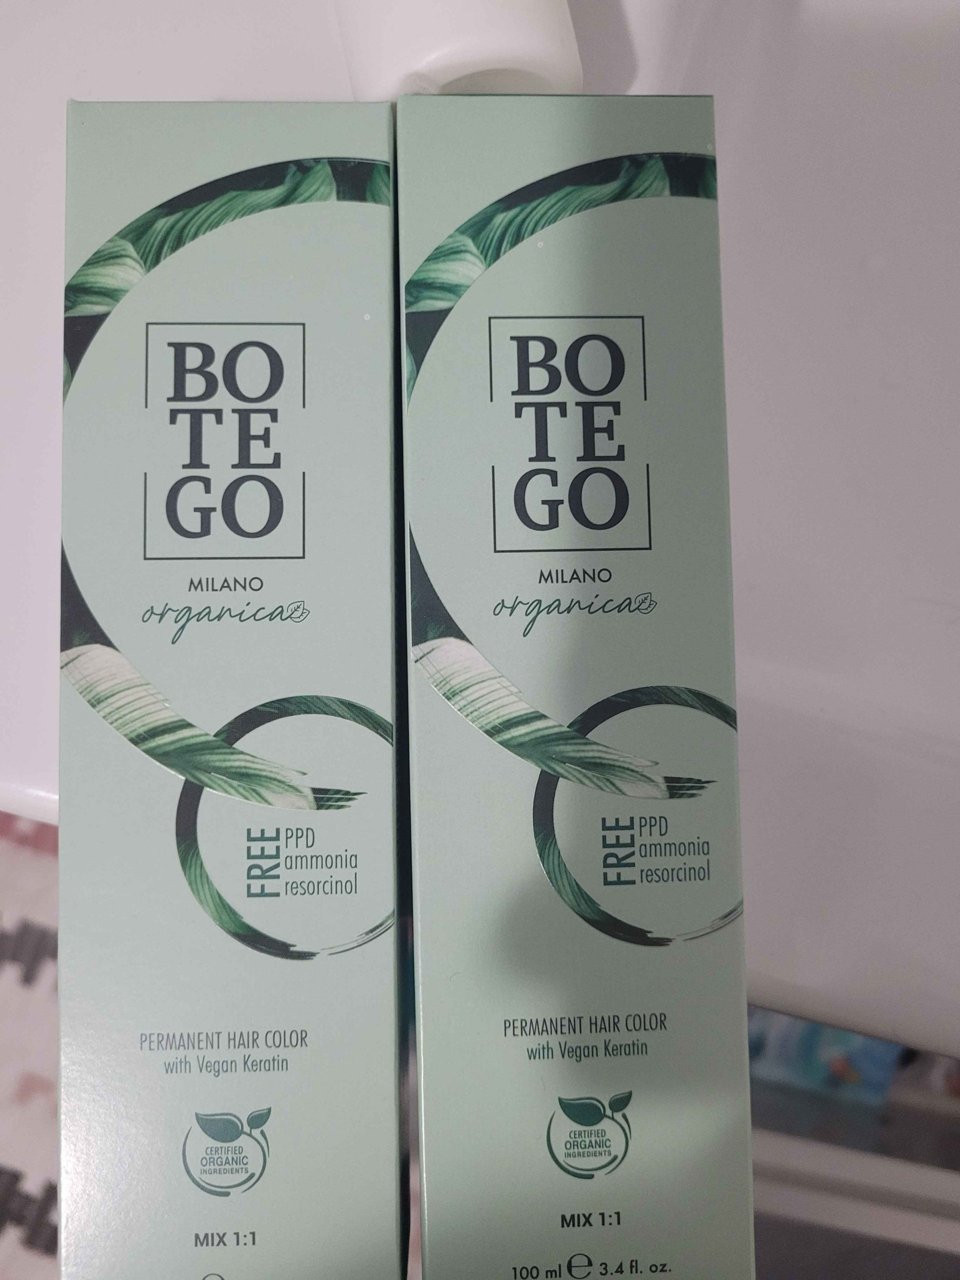 BO
TE
GO
MILANO
organica
FREE
PPD
ammonia
resorcinol
PERMANENT HAIR COLOR
with Vegan Keratin
CERTIFIED
ORGANIC
INGREDIENTS
MIX 1:1
BO
TE
GO
MILANO
organica
FREE
PPD
ammonia
resorcinol
PERMANENT HAIR COLOR
with Vegan Keratin
CERTIFIED
ORGANIC
INGREDIENTS
MIX 1:1
100 ml ℮ 3.4 fl. oz.